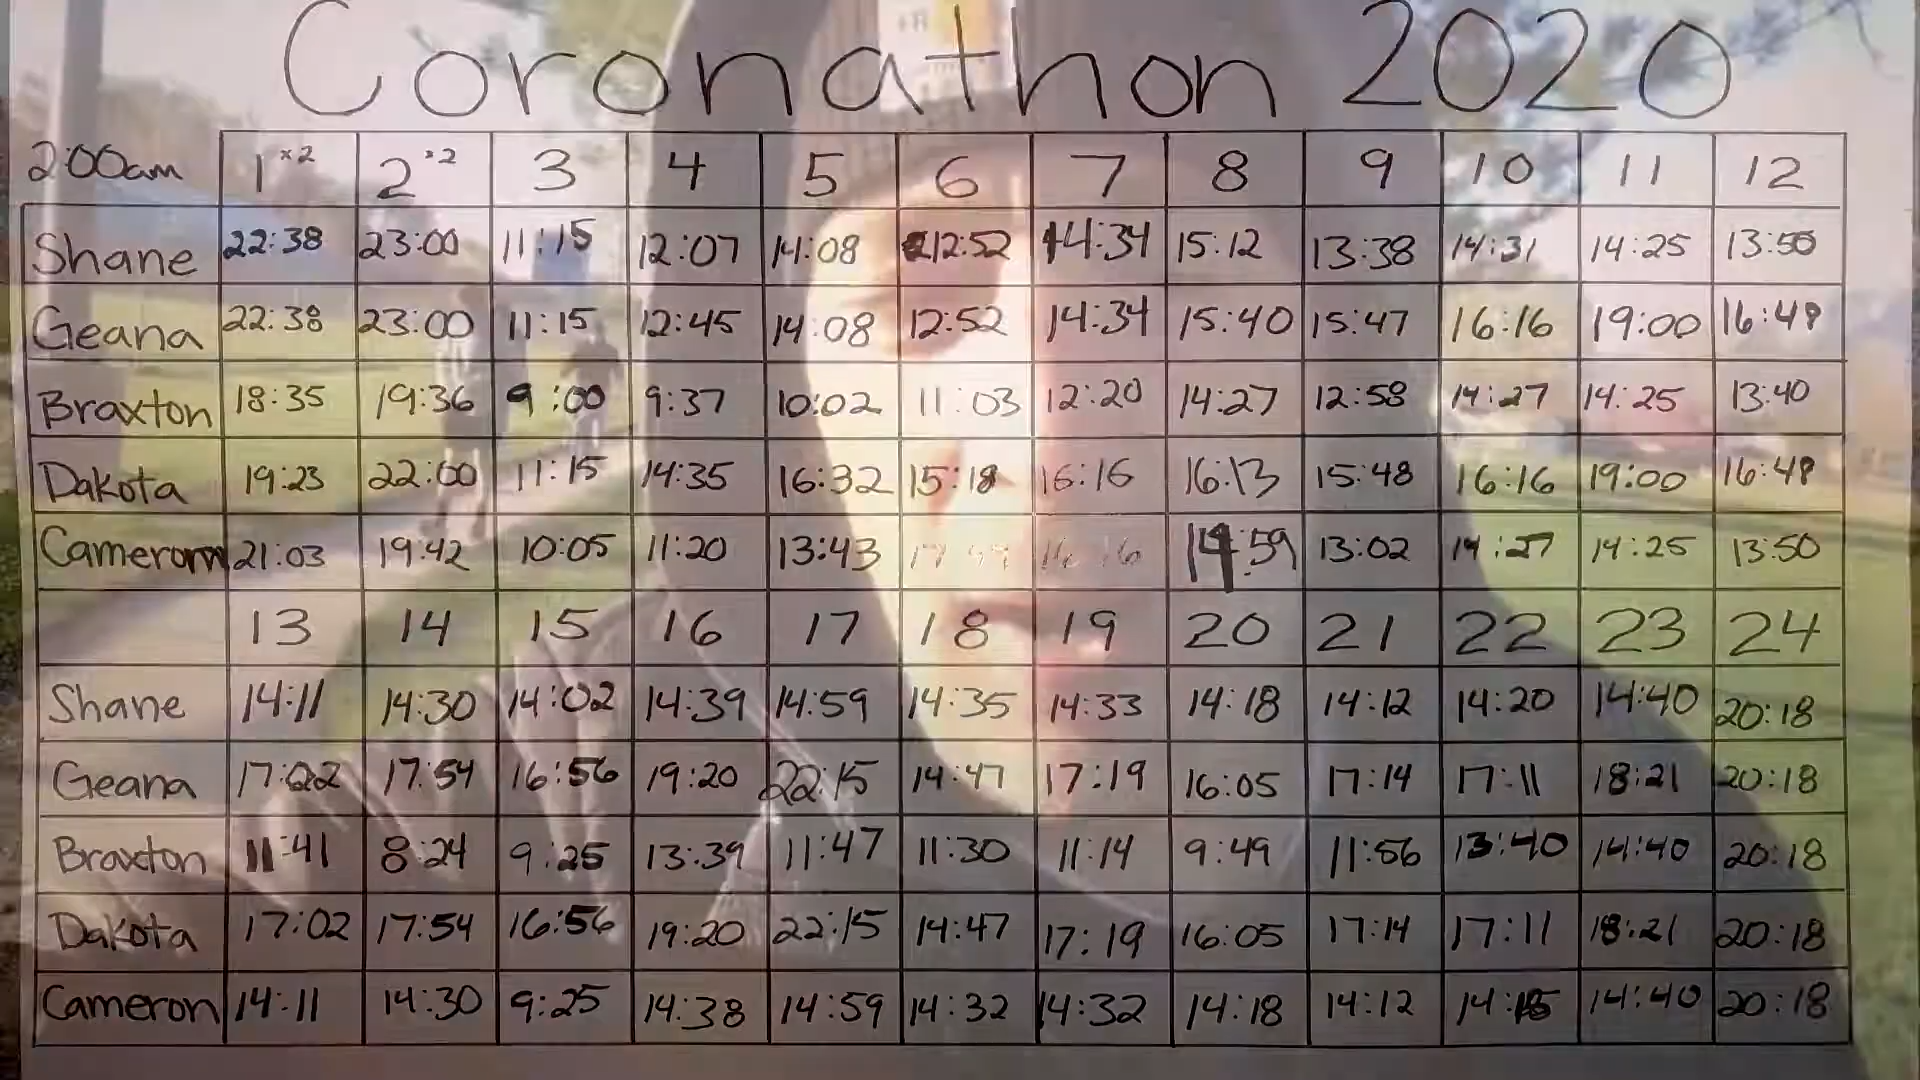 Coronathon 2020
2:00am 1 x2 2 x2 3 4 5 6 7 8 9 10 11 12
Shane 22:38 23:00 11:15 12:07 14:08 12:52 14:34 15:12 13:38 14:31 14:25 13:50
Geana 22:38 23:00 11:15 12:45 14:08 12:52 14:34 15:40 15:47 16:16 19:00 16:49
Braxton 18:35 19:36 9:00 9:37 10:02 11:03 12:20 14:27 12:58 14:27 14:25 13:40
Dakota 19:23 22:00 11:15 14:35 16:32 15:18 16:16 16:13 15:48 16:16 19:00 16:49
Cameron 21:03 19:42 10:05 11:20 13:43 16:16 14:59 13:02 14:27 14:25 13:50
13 14 15 16 17 18 19 20 21 22 23 24
Shane 14:11 14:30 14:02 14:39 14:59 14:35 14:33 14:18 14:12 14:20 14:40 20:18
Geana 17:02 17:54 16:56 19:20 22:15 14:47 17:19 16:05 17:14 17:11 18:21 20:18
Braxton 11:41 8:24 9:25 13:39 11:47 11:30 11:14 9:49 11:56 13:40 14:40 20:18
Dakota 17:02 17:54 16:56 19:20 22:15 14:47 17:19 16:05 17:14 17:11 18:21 20:18
Cameron 14:11 14:30 9:25 14:38 14:59 14:32 14:32 14:18 14:12 14:15 14:40 20:18